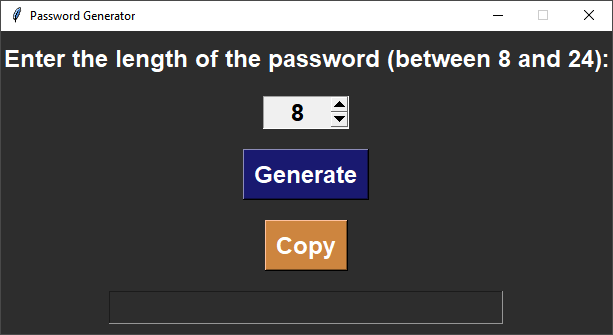 Password Generator
Enter the length of the password (between 8 and 24):
8
Generate
Copy